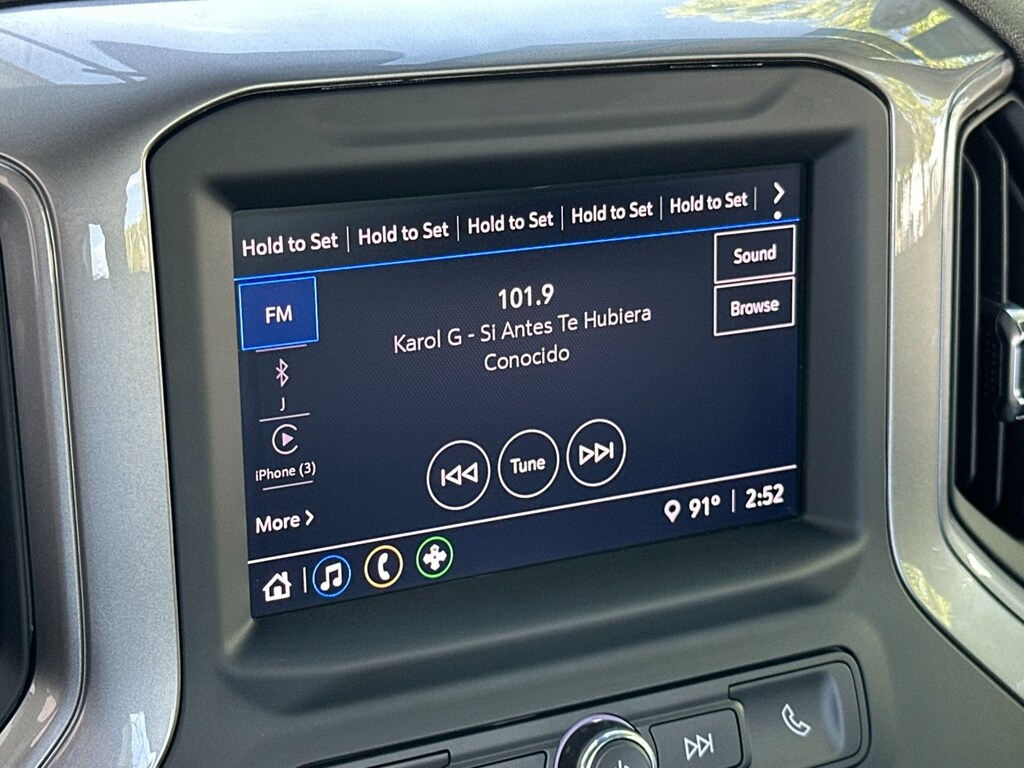 Hold to Set | Hold to Set | Hold to Set | Hold to Set | Hold to Set |
FM
101.9
Karol G - Si Antes Te Hubiera
Conocido
Sound
Browse
J
iPhone (3)
Tune
More
91° | 2:52